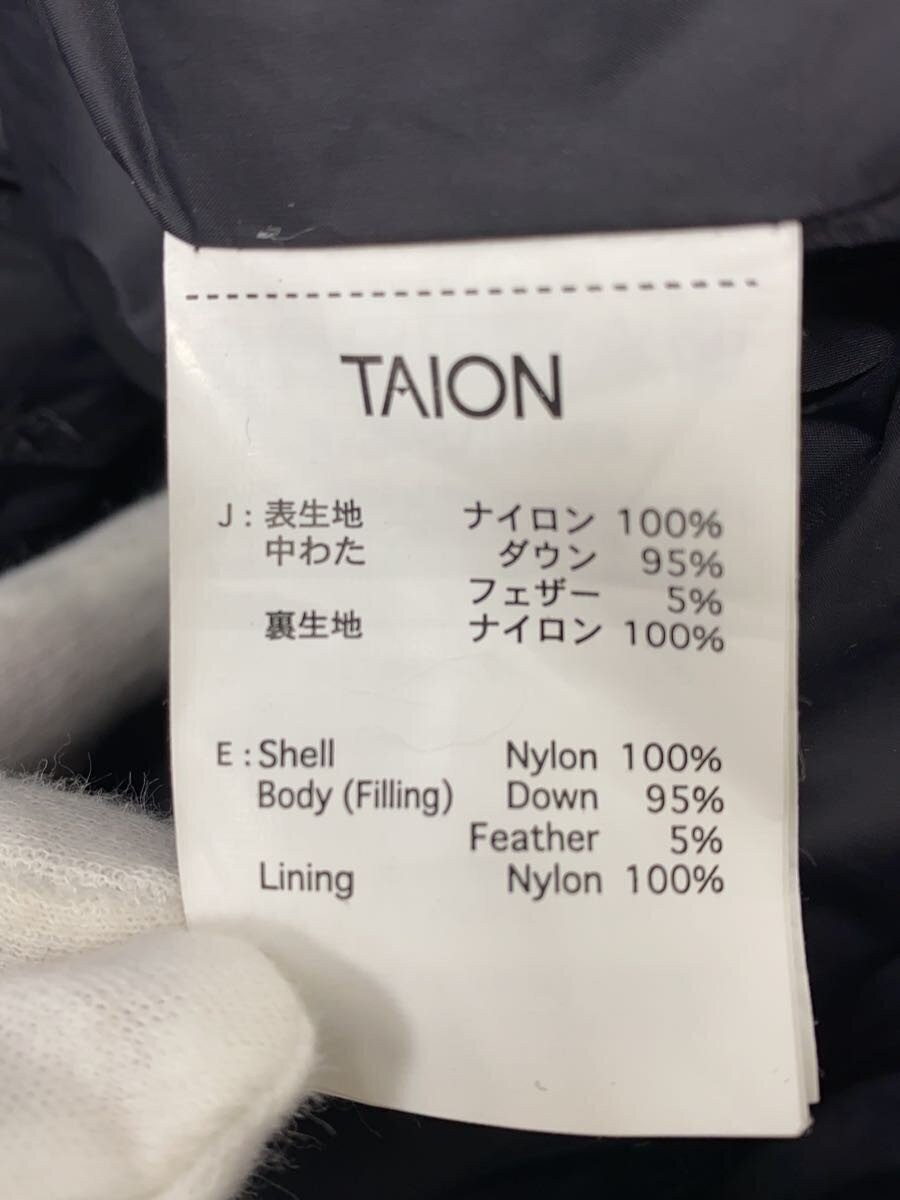 TAION
J : 表生地 ナイロン 100%
中わた ダウン 95%
フェザー 5%
裏生地 ナイロン 100%
E : Shell Nylon 100%
Body (Filling) Down 95%
Feather 5%
Lining Nylon 100%